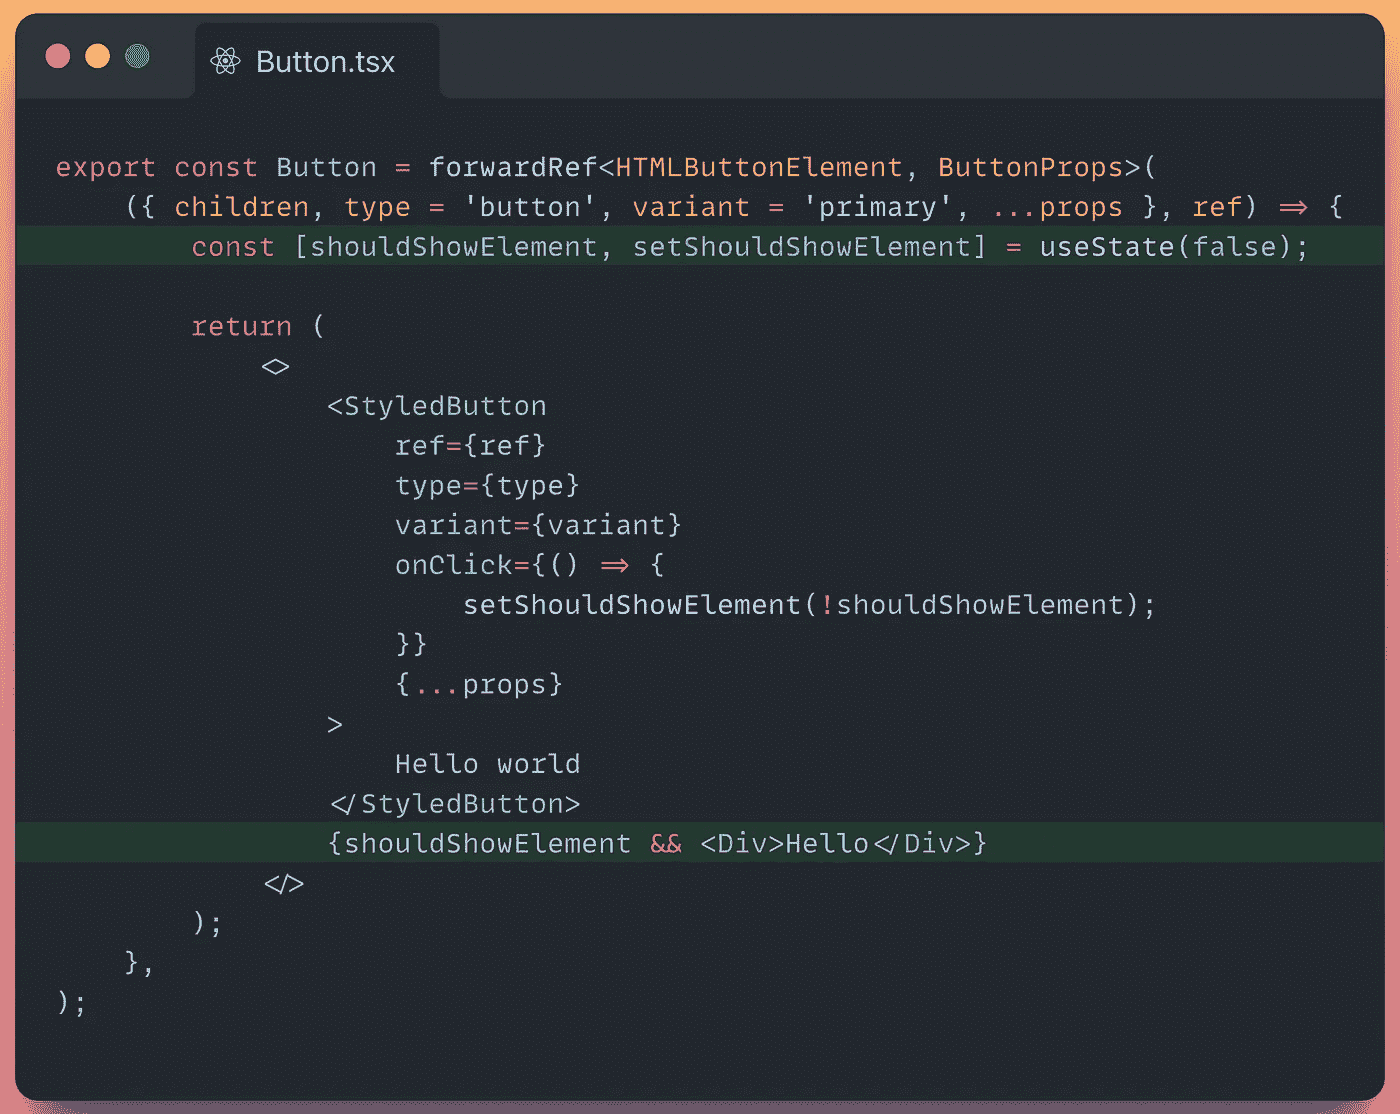 Button.tsx
export const Button = forwardRef<HTMLButtonElement, ButtonProps>(
({ children, type = 'button', variant = 'primary', ...props }, ref) => {
const [shouldShowElement, setShouldShowElement] = useState(false);
return (
<>
<StyledButton
ref={ref}
type={type}
variant={variant}
onClick={() => {
setShouldShowElement(!shouldShowElement);
}}
{...props}
>
Hello world
</StyledButton>
{shouldShowElement && <Div>Hello</Div>}
</>
);
},
);